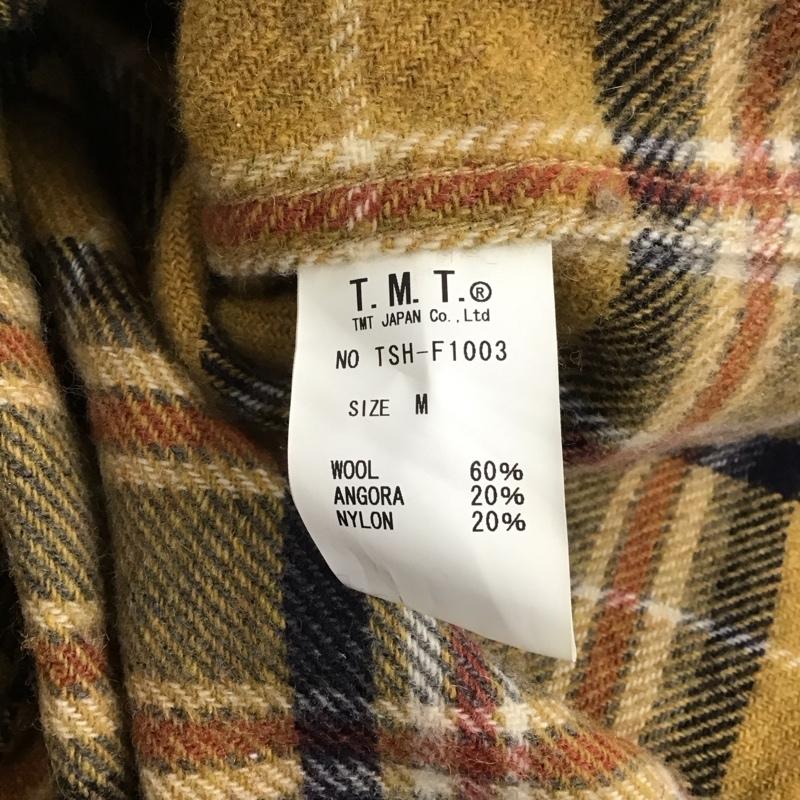 T. M. T.®
TMT JAPAN Co.,Ltd
NO TSH-F1003
SIZE M
WOOL 60%
ANGORA 20%
NYLON 20%